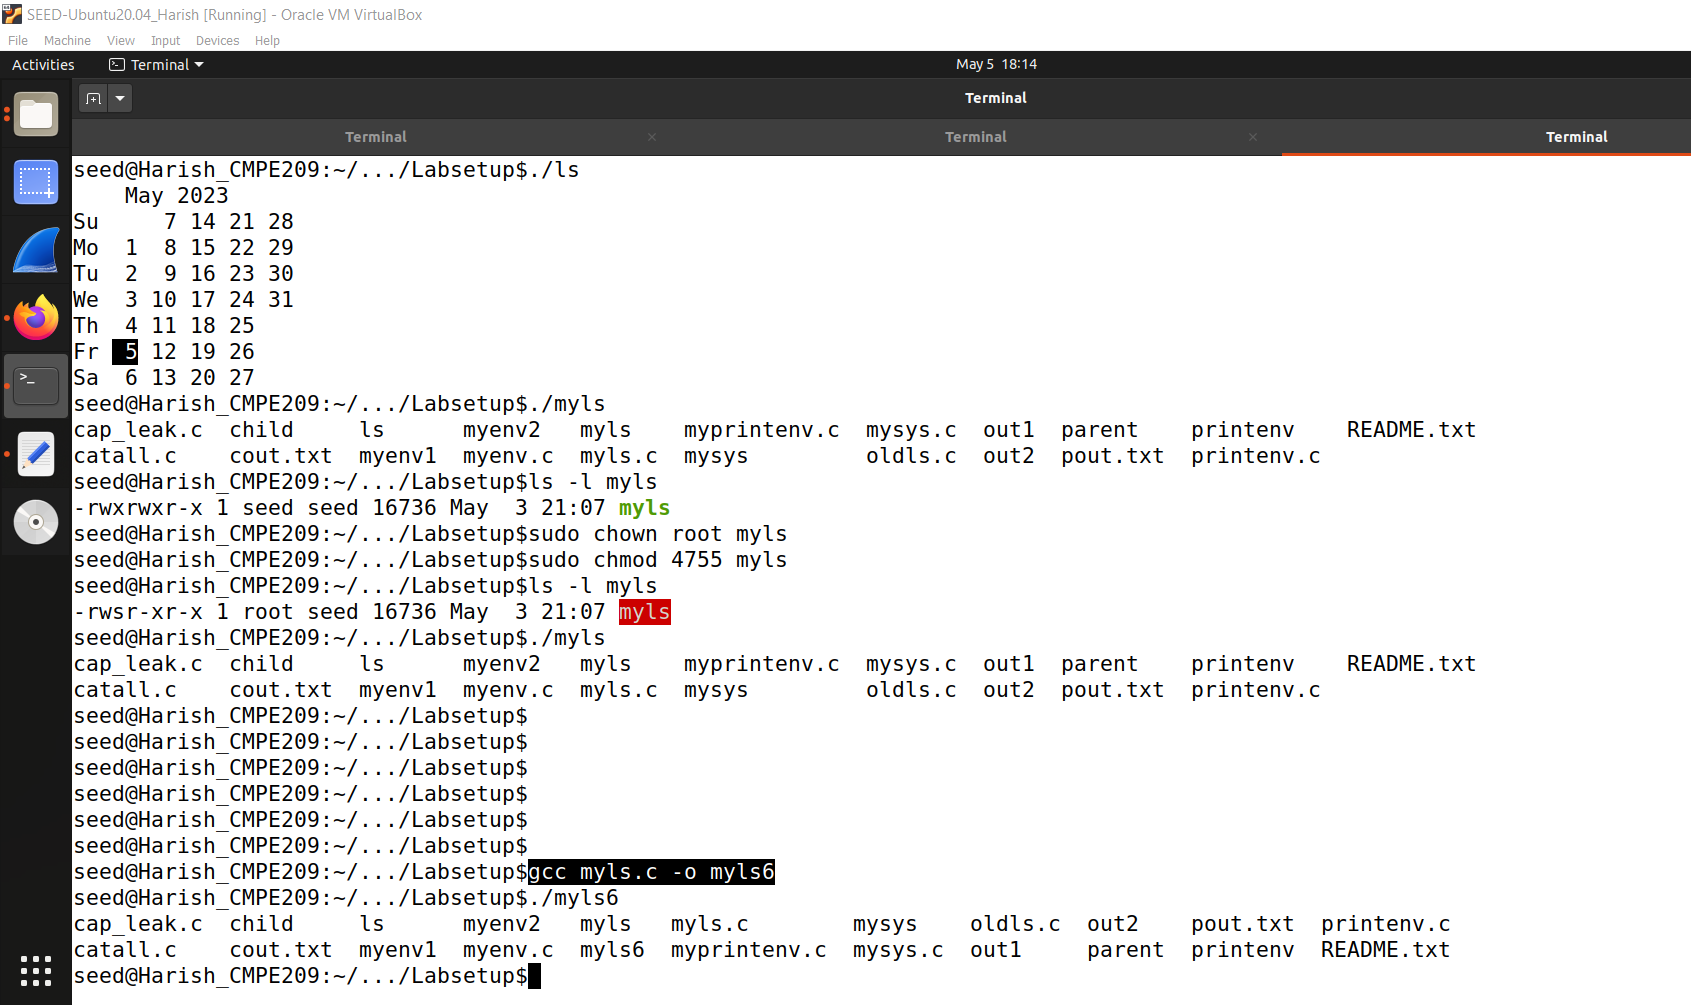 SEED-Ubuntu20.04_Harish [Running] - Oracle VM VirtualBox
File Machine View Input Devices Help
Activities Terminal May 5 18:14
Terminal
Terminal × Terminal × Terminal
seed@Harish_CMPE209:~/.../Labsetup$./ls
    May 2023
Su     7 14 21 28
Mo  1  8 15 22 29
Tu  2  9 16 23 30
We  3 10 17 24 31
Th  4 11 18 25
Fr  5 12 19 26
Sa  6 13 20 27
seed@Harish_CMPE209:~/.../Labsetup$./myls
cap_leak.c  child     ls      myenv2   myls    myprintenv.c  mysys.c  out1  parent    printenv    README.txt
catall.c    cout.txt  myenv1  myenv.c  myls.c  mysys         oldls.c  out2  pout.txt  printenv.c
seed@Harish_CMPE209:~/.../Labsetup$ls -l myls
-rwxrwxr-x 1 seed seed 16736 May  3 21:07 myls
seed@Harish_CMPE209:~/.../Labsetup$sudo chown root myls
seed@Harish_CMPE209:~/.../Labsetup$sudo chmod 4755 myls
seed@Harish_CMPE209:~/.../Labsetup$ls -l myls
-rwsr-xr-x 1 root seed 16736 May  3 21:07 myls
seed@Harish_CMPE209:~/.../Labsetup$./myls
cap_leak.c  child     ls      myenv2   myls    myprintenv.c  mysys.c  out1  parent    printenv    README.txt
catall.c    cout.txt  myenv1  myenv.c  myls.c  mysys         oldls.c  out2  pout.txt  printenv.c
seed@Harish_CMPE209:~/.../Labsetup$
seed@Harish_CMPE209:~/.../Labsetup$
seed@Harish_CMPE209:~/.../Labsetup$
seed@Harish_CMPE209:~/.../Labsetup$
seed@Harish_CMPE209:~/.../Labsetup$
seed@Harish_CMPE209:~/.../Labsetup$
seed@Harish_CMPE209:~/.../Labsetup$gcc myls.c -o myls6
seed@Harish_CMPE209:~/.../Labsetup$./myls6
cap_leak.c  child     ls      myenv2   myls   myls.c        mysys    oldls.c  out2    pout.txt  printenv.c
catall.c    cout.txt  myenv1  myenv.c  myls6  myprintenv.c  mysys.c  out1     parent  printenv  README.txt
seed@Harish_CMPE209:~/.../Labsetup$